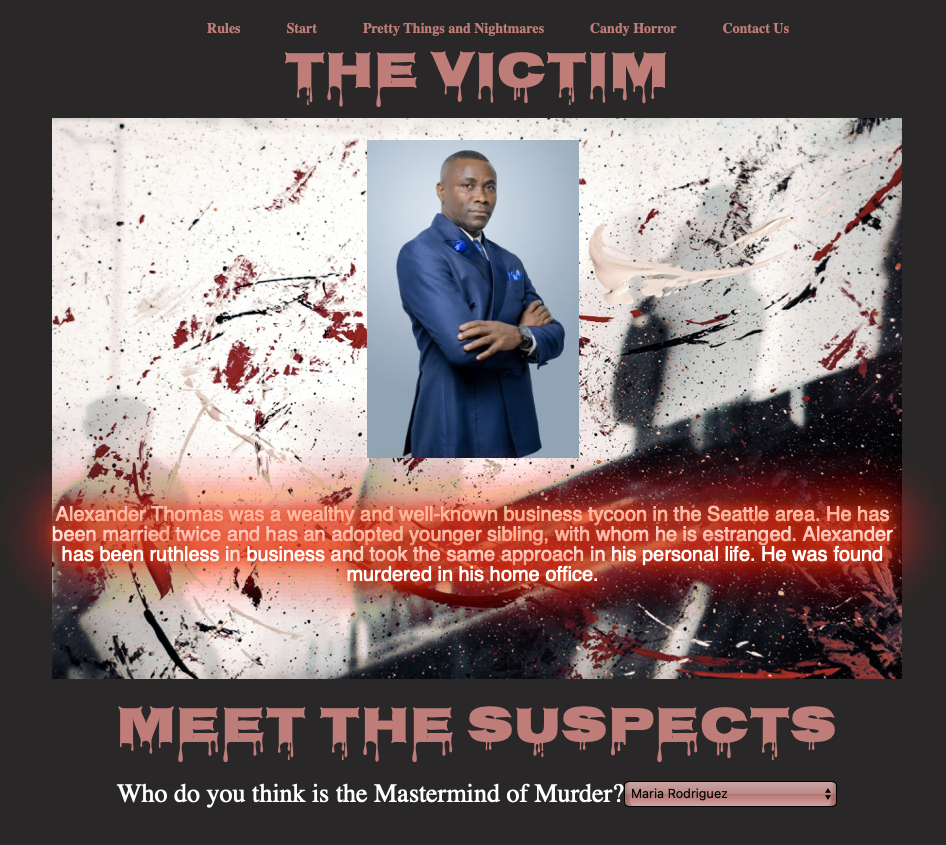 Rules Start Pretty Things and Nightmares Candy Horror Contact Us
THE VICTIM
Alexander Thomas was a wealthy and well-known business tycoon in the Seattle area. He has
been married twice and has an adopted younger sibling, with whom he is estranged. Alexander
has been ruthless in business and took the same approach in his personal life. He was found
murdered in his home office.
MEET THE SUSPECTS
Who do you think is the Mastermind of Murder? Maria Rodriguez